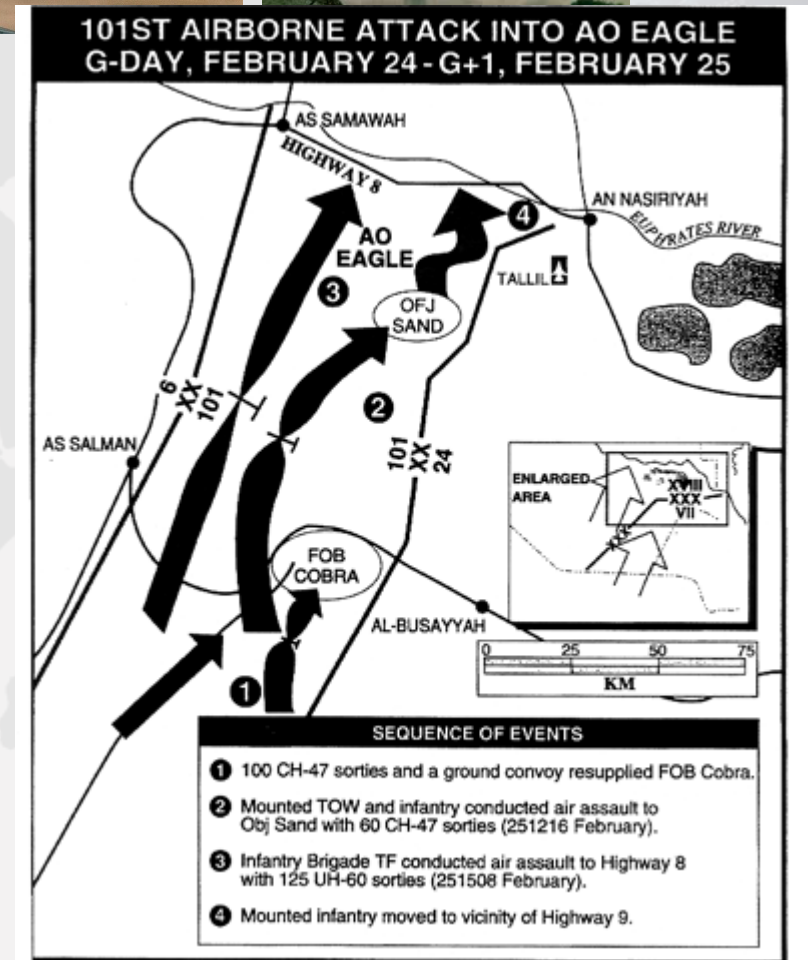 101ST AIRBORNE ATTACK INTO AO EAGLE
G-DAY, FEBRUARY 24 - G+1, FEBRUARY 25
AS SAMAWAH
HIGHWAY 8
4
AN NASIRIYAH
EUPHRATES RIVER
AO
EAGLE
TALLIL
3
OFJ
SAND
6
XX
101
2
AS SALMAN
101
XX
24
ENLARGED
AREA
XVIII
XXX
VII
XXX
FOB
COBRA
AL-BUSAYYAH
0 25 50 75
KM
1
SEQUENCE OF EVENTS
1 100 CH-47 sorties and a ground convoy resupplied FOB Cobra.
2 Mounted TOW and infantry conducted air assault to
Obj Sand with 60 CH-47 sorties (251216 February).
3 Infantry Brigade TF conducted air assault to Highway 8
with 125 UH-60 sorties (251508 February).
4 Mounted infantry moved to vicinity of Highway 9.